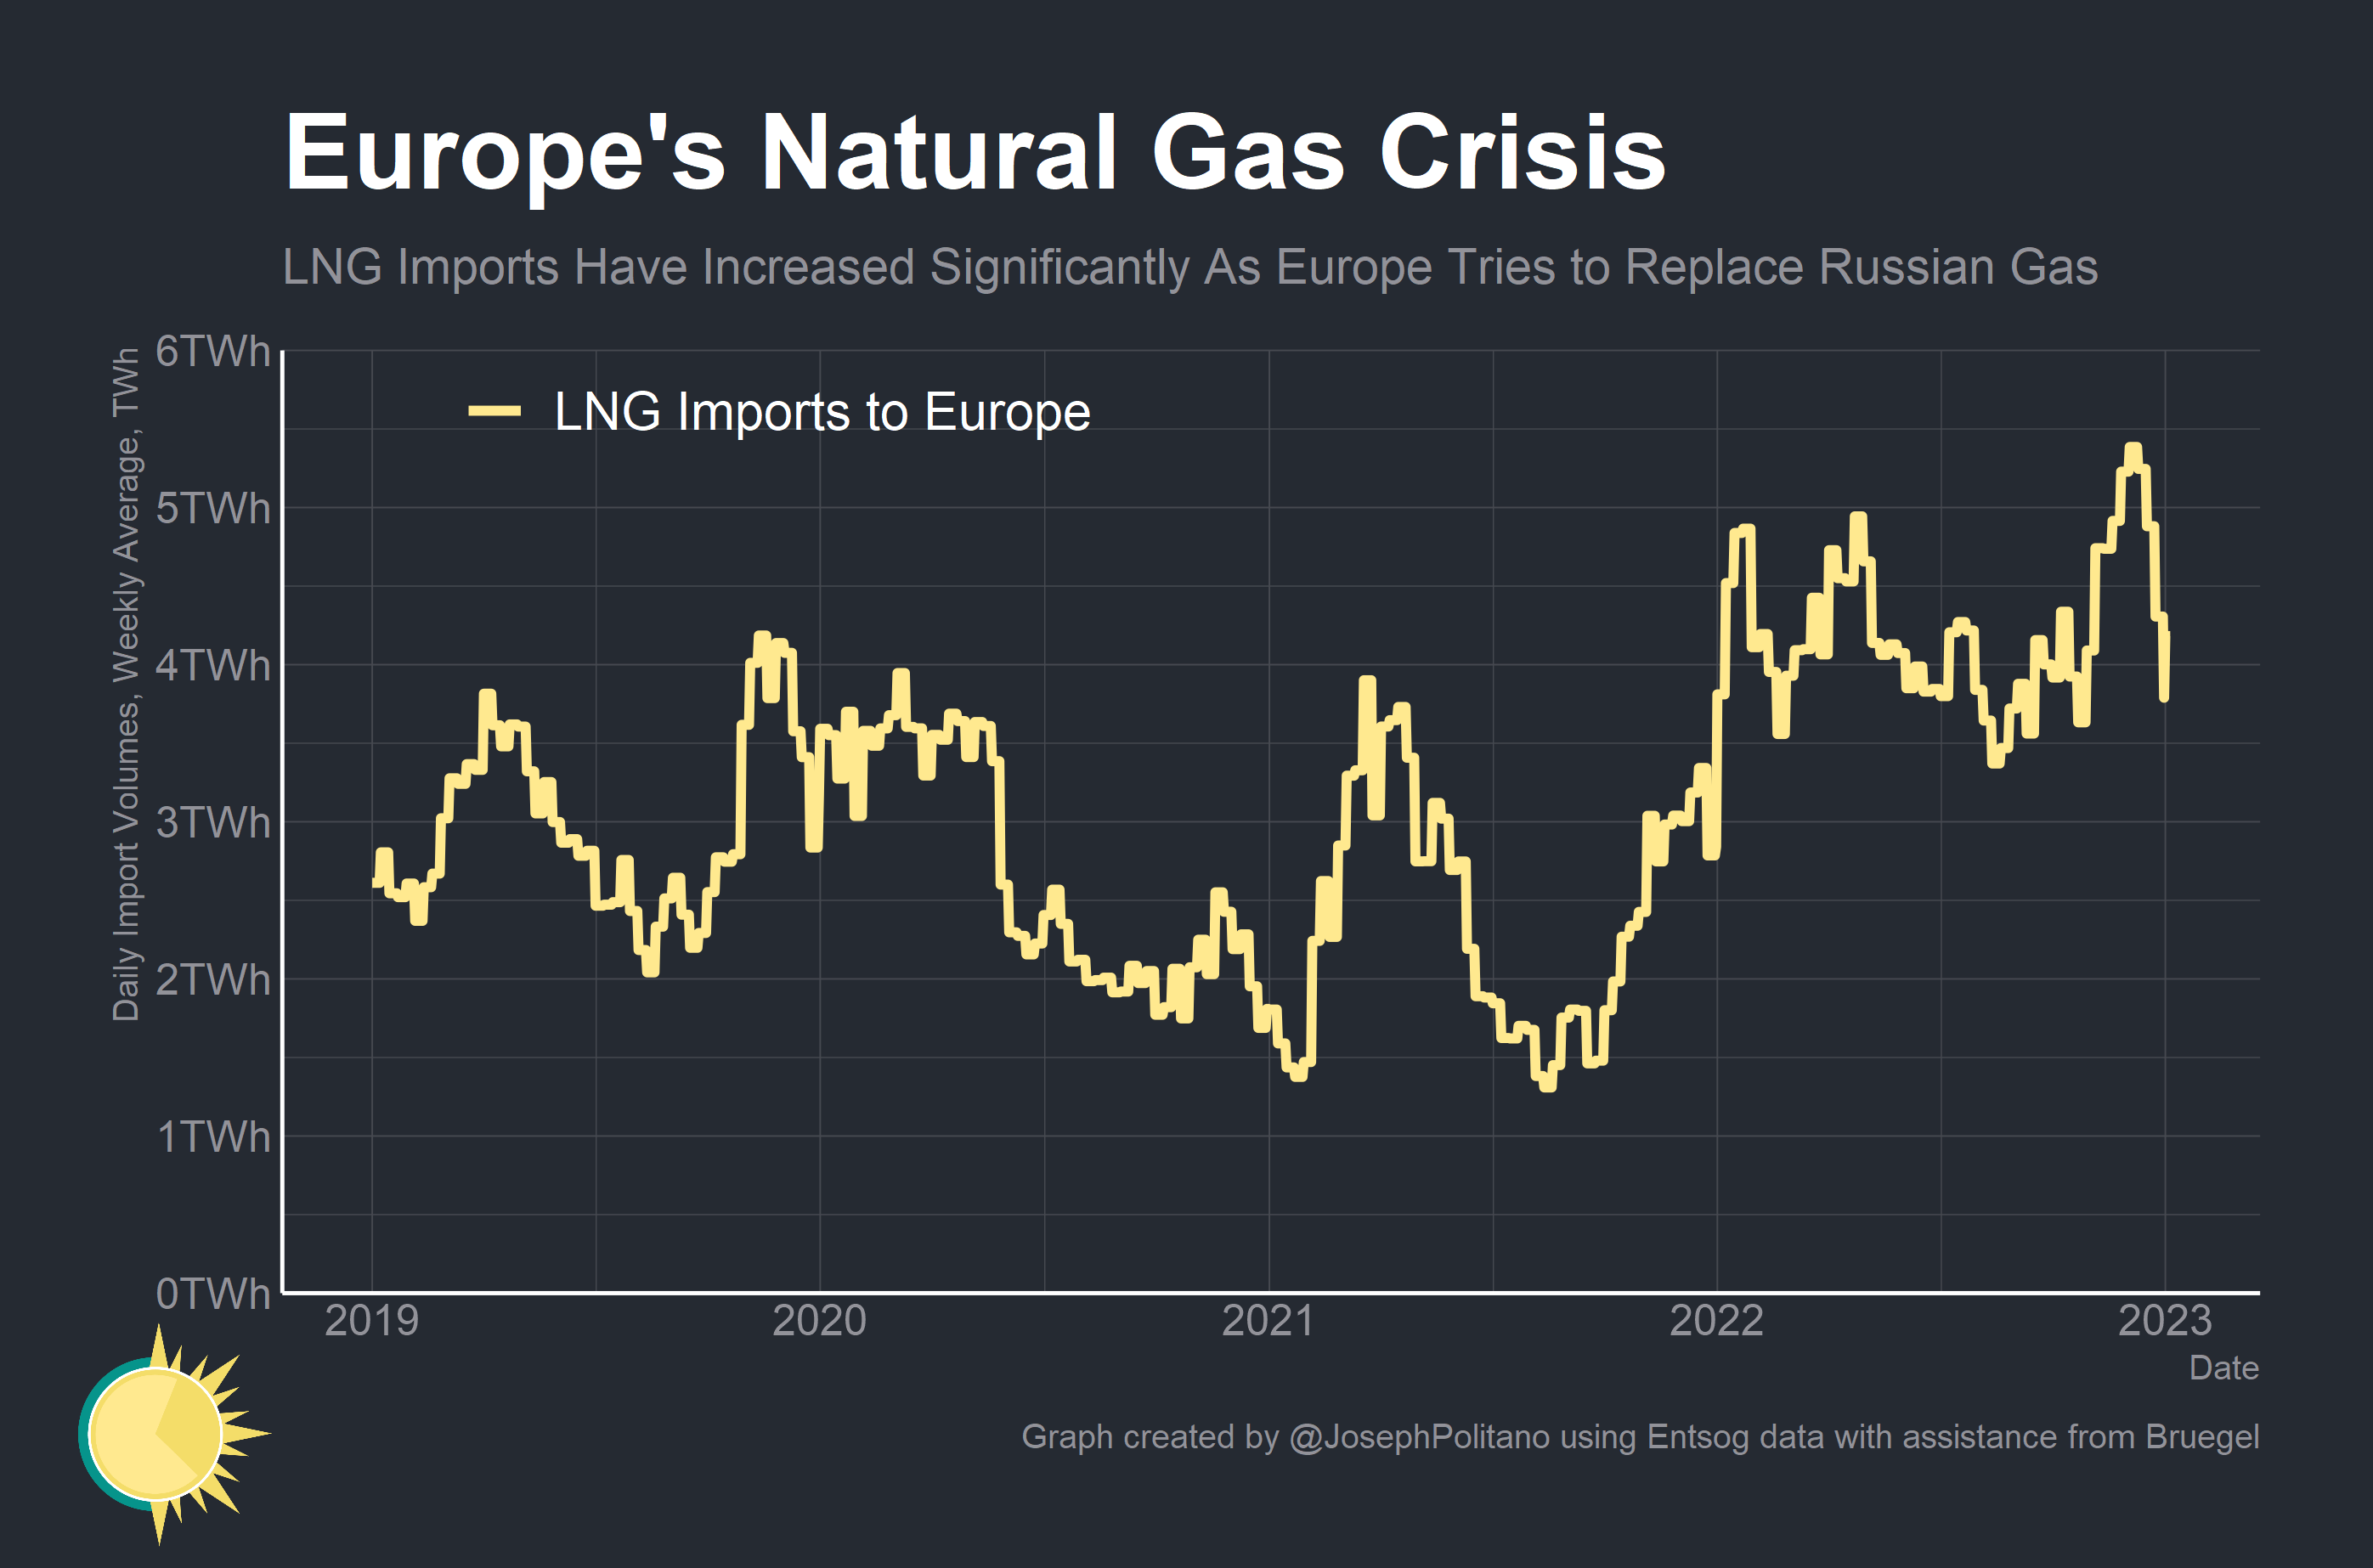 Europe's Natural Gas Crisis
LNG Imports Have Increased Significantly As Europe Tries to Replace Russian Gas
Daily Import Volumes, Weekly Average, TWh
6TWh
5TWh
4TWh
3TWh
2TWh
1TWh
0TWh
LNG Imports to Europe
2019 2020 2021 2022 2023
Date
Graph created by @JosephPolitano using Entsog data with assistance from Bruegel